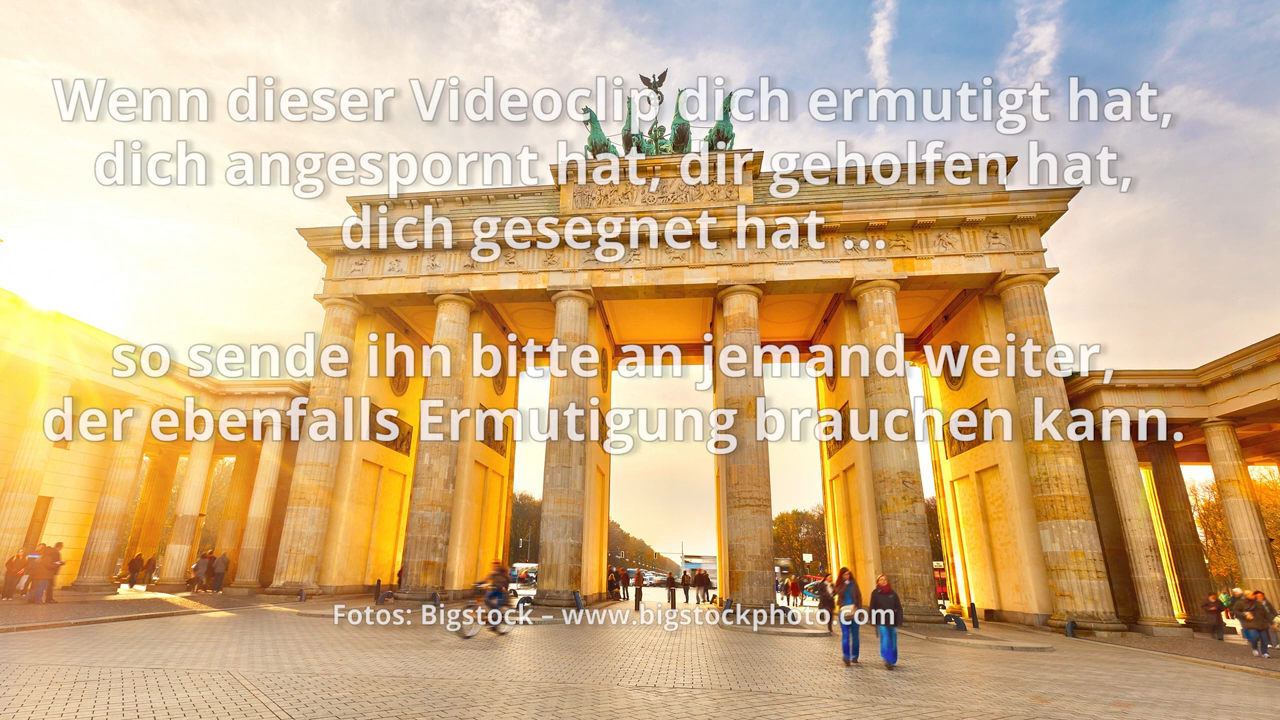 Wenn dieser Videoclip dich ermutigt hat,
dich angespornt hat, dir geholfen hat,
dich gesegnet hat ...
so sende ihn bitte an jemand weiter,
der ebenfalls Ermutigung brauchen kann.
Fotos: Bigstock – www.bigstockphoto.com